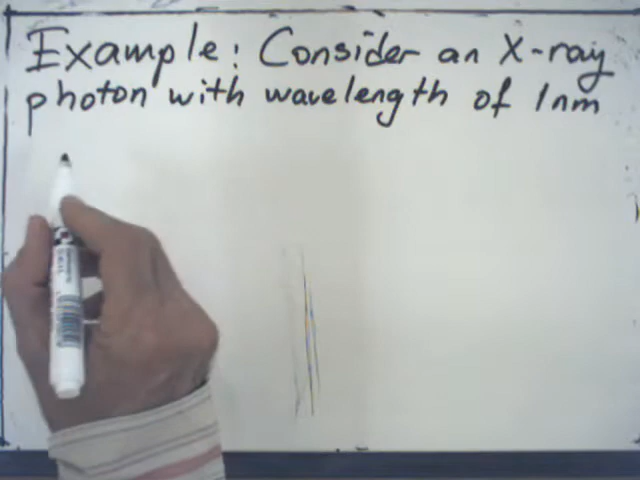 Example: Consider an X-ray
photon with wavelength of 1nm